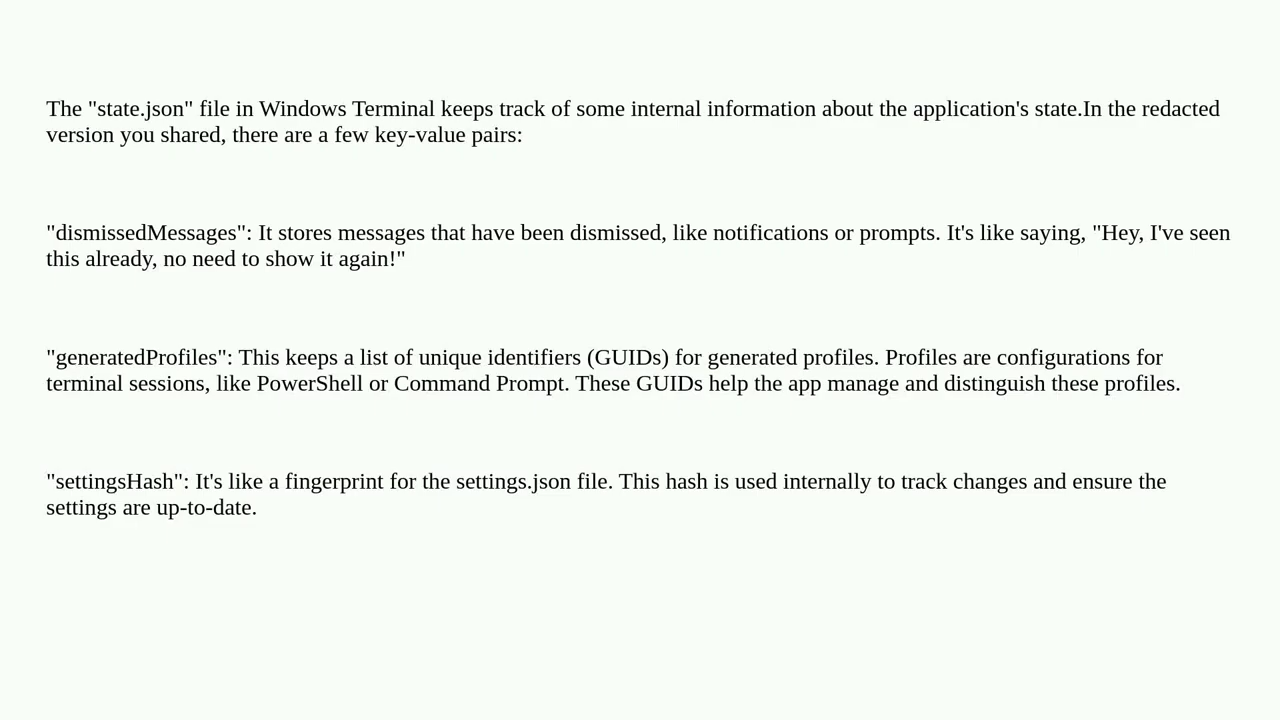 The "state.json" file in Windows Terminal keeps track of some internal information about the application's state.In the redacted
version you shared, there are a few key-value pairs:
"dismissedMessages": It stores messages that have been dismissed, like notifications or prompts. It's like saying, "Hey, I've seen
this already, no need to show it again!"
"generatedProfiles": This keeps a list of unique identifiers (GUIDs) for generated profiles. Profiles are configurations for
terminal sessions, like PowerShell or Command Prompt. These GUIDs help the app manage and distinguish these profiles.
"settingsHash": It's like a fingerprint for the settings.json file. This hash is used internally to track changes and ensure the
settings are up-to-date.